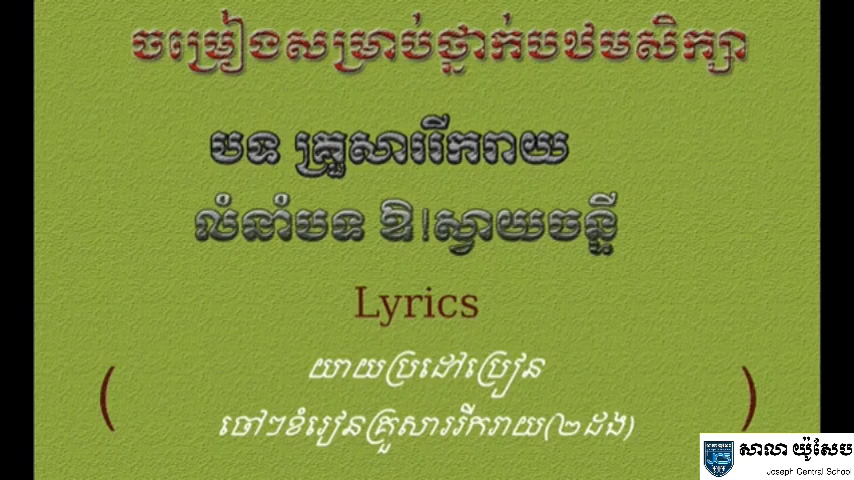 ចម្រៀងសម្រាប់ថ្នាក់បឋមសិក្សា
បទ គ្រួសាររីករាយ
លំនាំបទ ឱ!ស្វាយចន្ទី
Lyrics
( យាយប្រដៅប្រៀន
ចៅៗខំរៀនគ្រួសាររីករាយ(២ដង) )
សាលា យ៉ូសែប
Joseph Central School